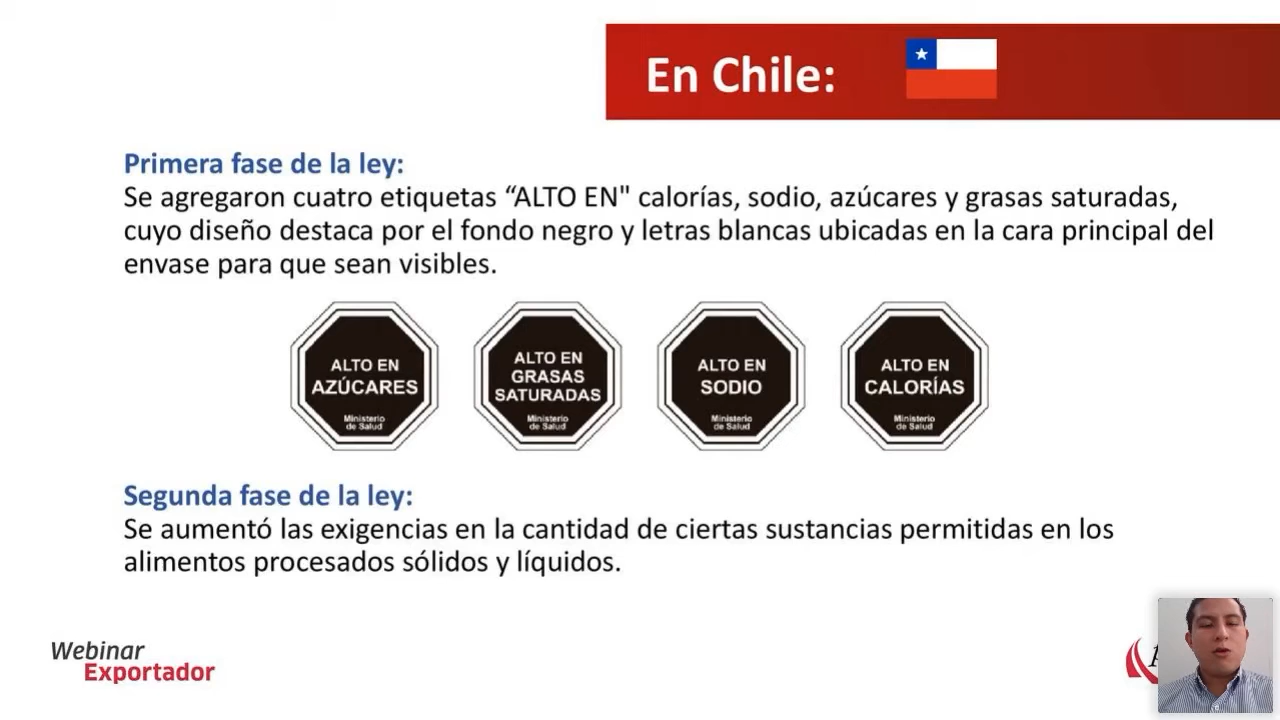 En Chile:
Primera fase de la ley:
Se agregaron cuatro etiquetas “ALTO EN" calorías, sodio, azúcares y grasas saturadas,
cuyo diseño destaca por el fondo negro y letras blancas ubicadas en la cara principal del
envase para que sean visibles.
ALTO EN
AZÚCARES
Ministerio
de Salud
ALTO EN
GRASAS
SATURADAS
Ministerio
de Salud
ALTO EN
SODIO
Ministerio
de Salud
ALTO EN
CALORÍAS
Ministerio
de Salud
Segunda fase de la ley:
Se aumentó las exigencias en la cantidad de ciertas sustancias permitidas en los
alimentos procesados sólidos y líquidos.
Webinar
Exportador